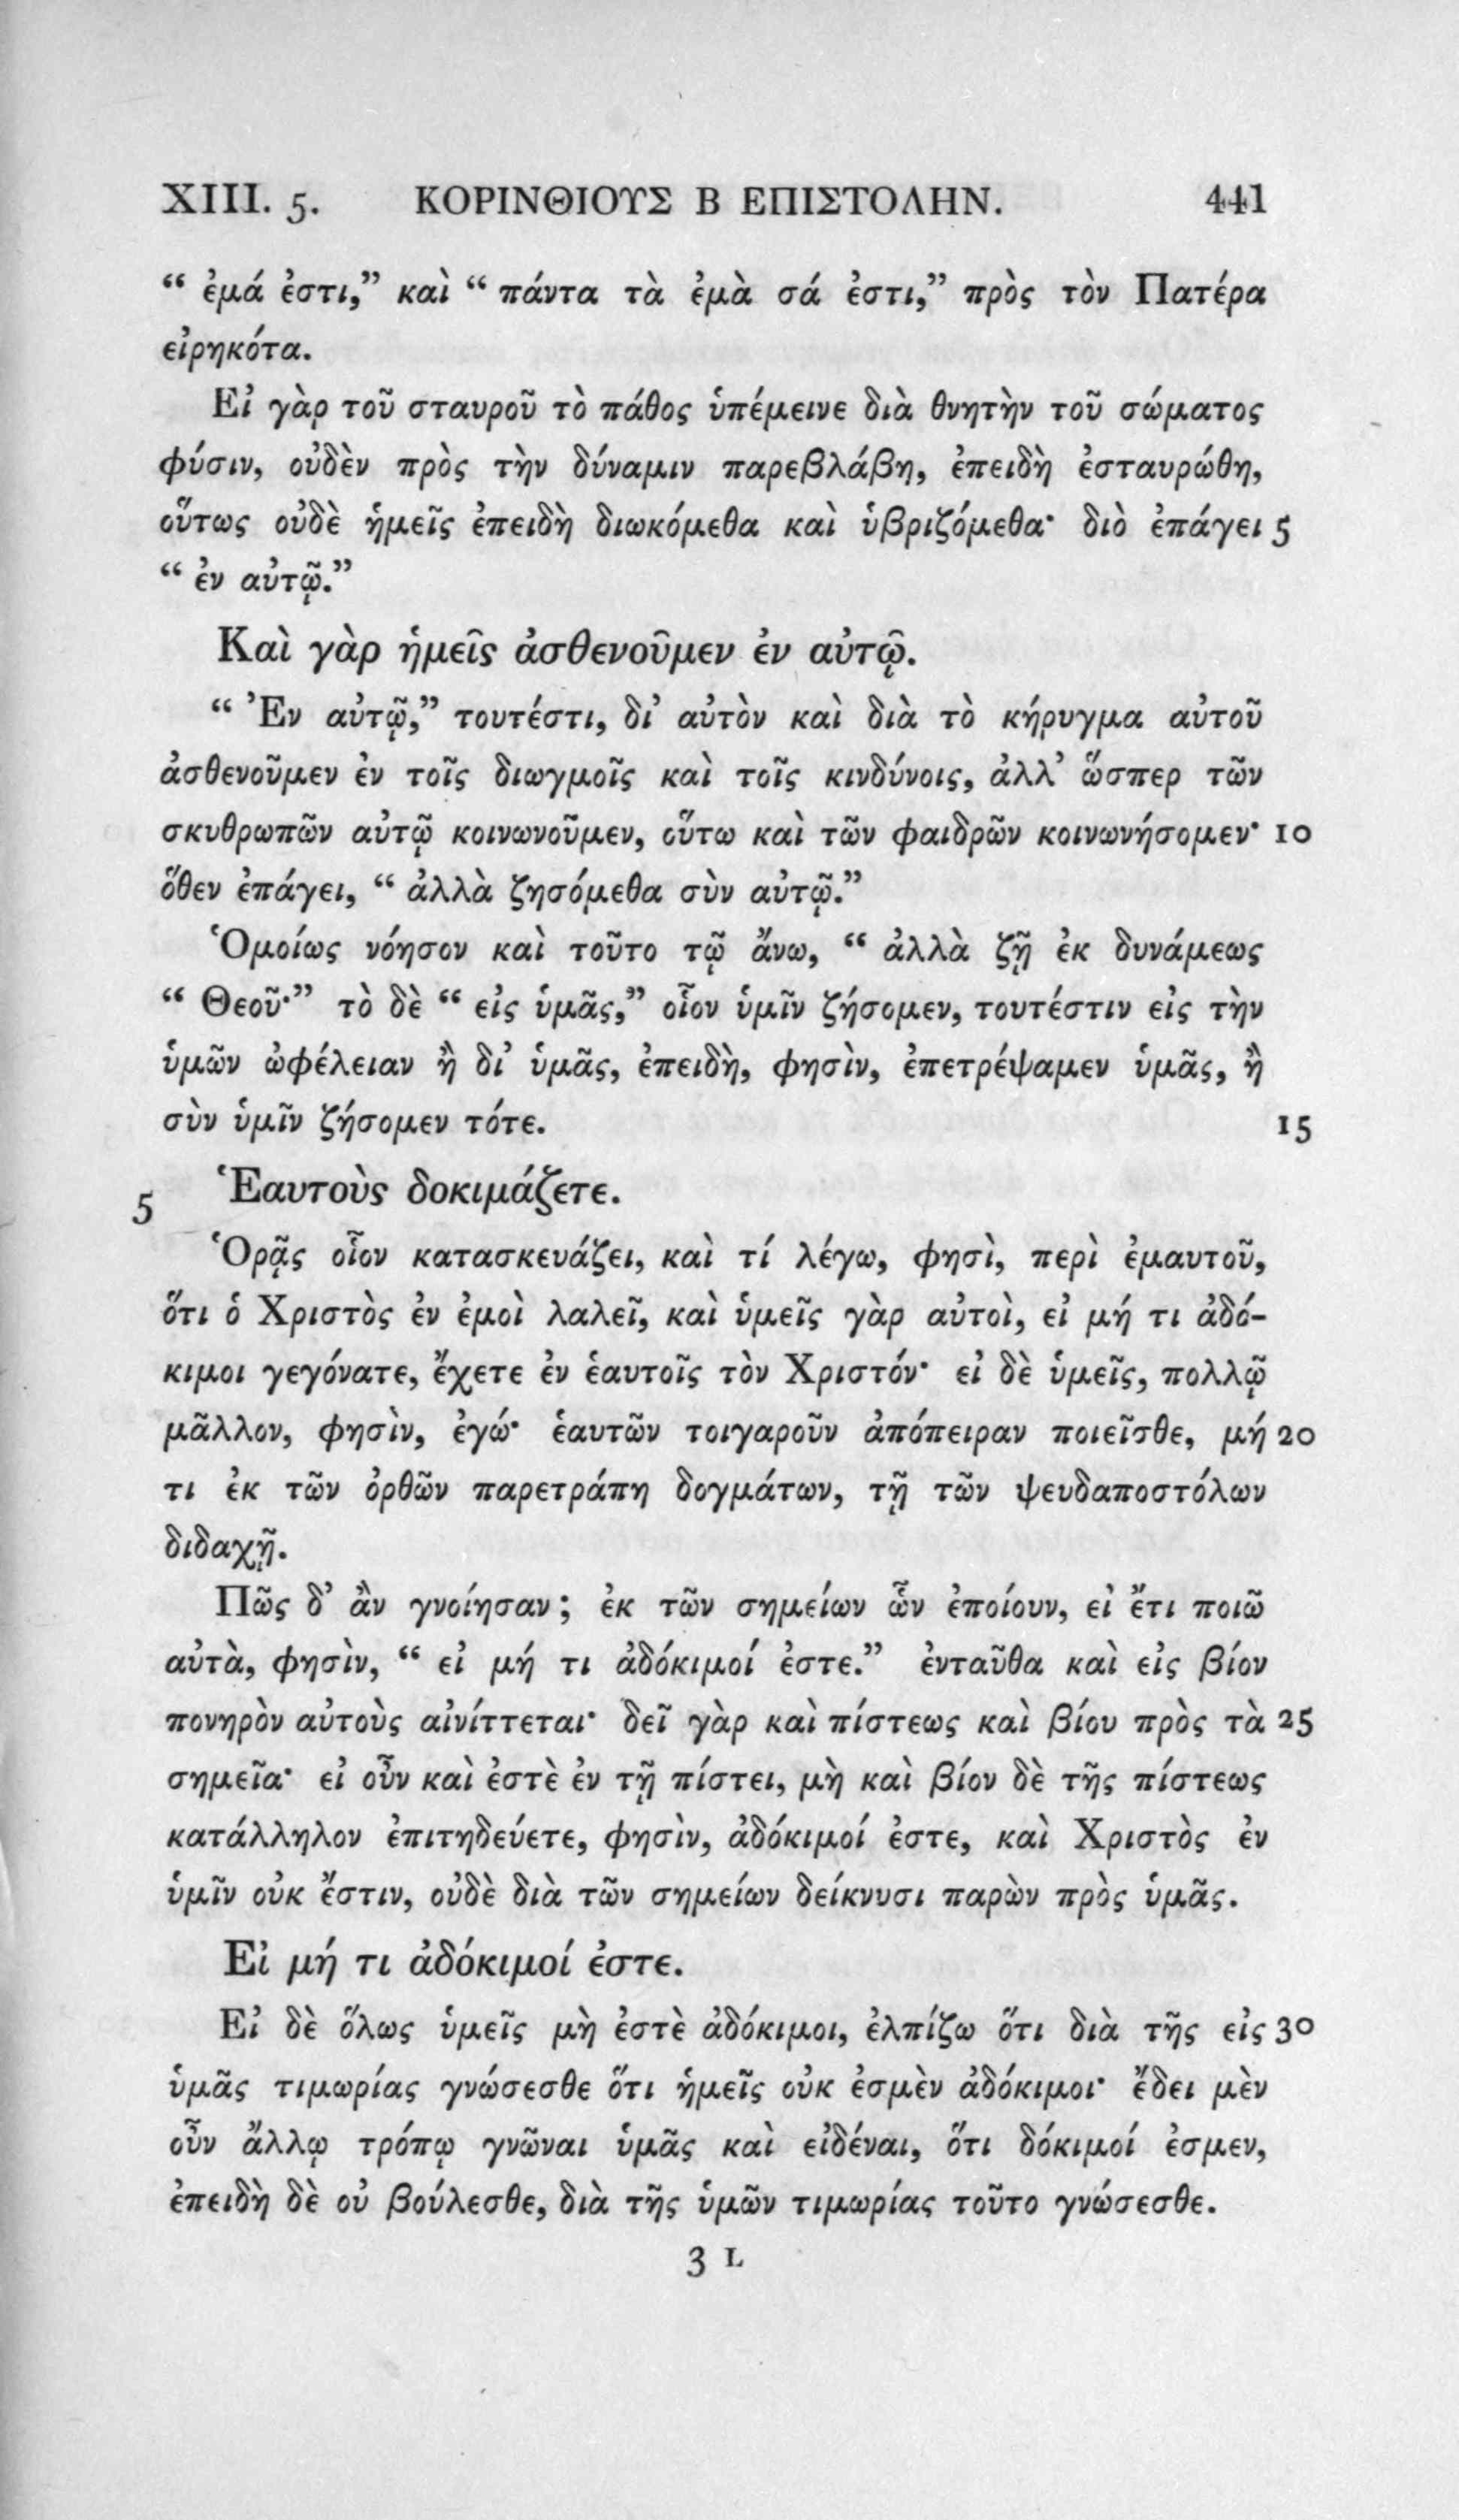 XIII. 5. ΚΟΡΙΝΘΙΟΥΣ Β ΕΠΙΣΤΟΛΗΝ. 441
“ ἐμά ἐστι,” καὶ “ πάντα τὰ ἐμὰ σά ἐστι,” πρὸς τὸν Πατέρα
εἰρηκότα.
Εἰ γὰρ τοῦ σταυροῦ τὸ πάθος ὑπέμεινε διὰ θνητὴν τοῦ σώματος
φύσιν, οὐδὲν πρὸς τὴν δύναμιν παρεβλάβη, ἐπειδὴ ἐσταυρώθη,
οὕτως οὐδὲ ἡμεῖς ἐπειδὴ διωκόμεθα καὶ ὑβριζόμεθα· διὸ ἐπάγει 5
“ ἐν αὐτῷ.”
Καὶ γὰρ ἡμεῖς ἀσθενοῦμεν ἐν αὐτῷ.
“ Ἐν αὐτῷ,” τουτέστι, δι’ αὐτὸν καὶ διὰ τὸ κήρυγμα αὐτοῦ
ἀσθενοῦμεν ἐν τοῖς διωγμοῖς καὶ τοῖς κινδύνοις, ἀλλ’ ὥσπερ τῶν
σκυθρωπῶν αὐτῷ κοινωνοῦμεν, οὕτω καὶ τῶν φαιδρῶν κοινωνήσομεν· 10
ὅθεν ἐπάγει, “ ἀλλὰ ζησόμεθα σὺν αὐτῷ.”
Ὁμοίως νόησον καὶ τοῦτο τῷ ἄνω, “ ἀλλὰ ζῇ ἐκ δυνάμεως
“ Θεοῦ·” τὸ δὲ “ εἰς ὑμᾶς,” οἷον ὑμῖν ζήσομεν, τουτέστιν εἰς τὴν
ὑμῶν ὠφέλειαν ἢ δι’ ὑμᾶς, ἐπειδὴ, φησὶν, ἐπετρέψαμεν ὑμᾶς, ἢ
σὺν ὑμῖν ζήσομεν τότε. 15
5 Ἑαυτοὺς δοκιμάζετε.
Ὁρᾷς οἷον κατασκευάζει, καὶ τί λέγω, φησὶ, περὶ ἐμαυτοῦ,
ὅτι ὁ Χριστὸς ἐν ἐμοὶ λαλεῖ, καὶ ὑμεῖς γὰρ αὐτοὶ, εἰ μή τι ἀδό-
κιμοι γεγόνατε, ἔχετε ἐν ἑαυτοῖς τὸν Χριστόν· εἰ δὲ ὑμεῖς, πολλῷ
μᾶλλον, φησὶν, ἐγώ· ἑαυτῶν τοιγαροῦν ἀπόπειραν ποιεῖσθε, μή 20
τι ἐκ τῶν ὀρθῶν παρετράπη δογμάτων, τῇ τῶν ψευδαποστόλων
διδαχῇ.
Πῶς δ’ ἂν γνοίησαν ; ἐκ τῶν σημείων ὧν ἐποίουν, εἰ ἔτι ποιῶ
αὐτὰ, φησὶν, “ εἰ μή τι ἀδόκιμοί ἐστε.” ἐνταῦθα καὶ εἰς βίον
πονηρὸν αὐτοὺς αἰνίττεται· δεῖ γὰρ καὶ πίστεως καὶ βίου πρὸς τὰ 25
σημεῖα· εἰ οὖν καὶ ἐστὲ ἐν τῇ πίστει, μὴ καὶ βίον δὲ τῆς πίστεως
κατάλληλον ἐπιτηδεύετε, φησὶν, ἀδόκιμοί ἐστε, καὶ Χριστὸς ἐν
ὑμῖν οὐκ ἔστιν, οὐδὲ διὰ τῶν σημείων δείκνυσι παρὼν πρὸς ὑμᾶς.
Εἰ μή τι ἀδόκιμοί ἐστε.
Εἰ δὲ ὅλως ὑμεῖς μὴ ἐστὲ ἀδόκιμοι, ἐλπίζω ὅτι διὰ τῆς εἰς 30
ὑμᾶς τιμωρίας γνώσεσθε ὅτι ἡμεῖς οὐκ ἐσμὲν ἀδόκιμοι· ἔδει μὲν
οὖν ἄλλῳ τρόπῳ γνῶναι ὑμᾶς καὶ εἰδέναι, ὅτι δόκιμοί ἐσμεν,
ἐπειδὴ δὲ οὐ βούλεσθε, διὰ τῆς ὑμῶν τιμωρίας τοῦτο γνώσεσθε.
3 L